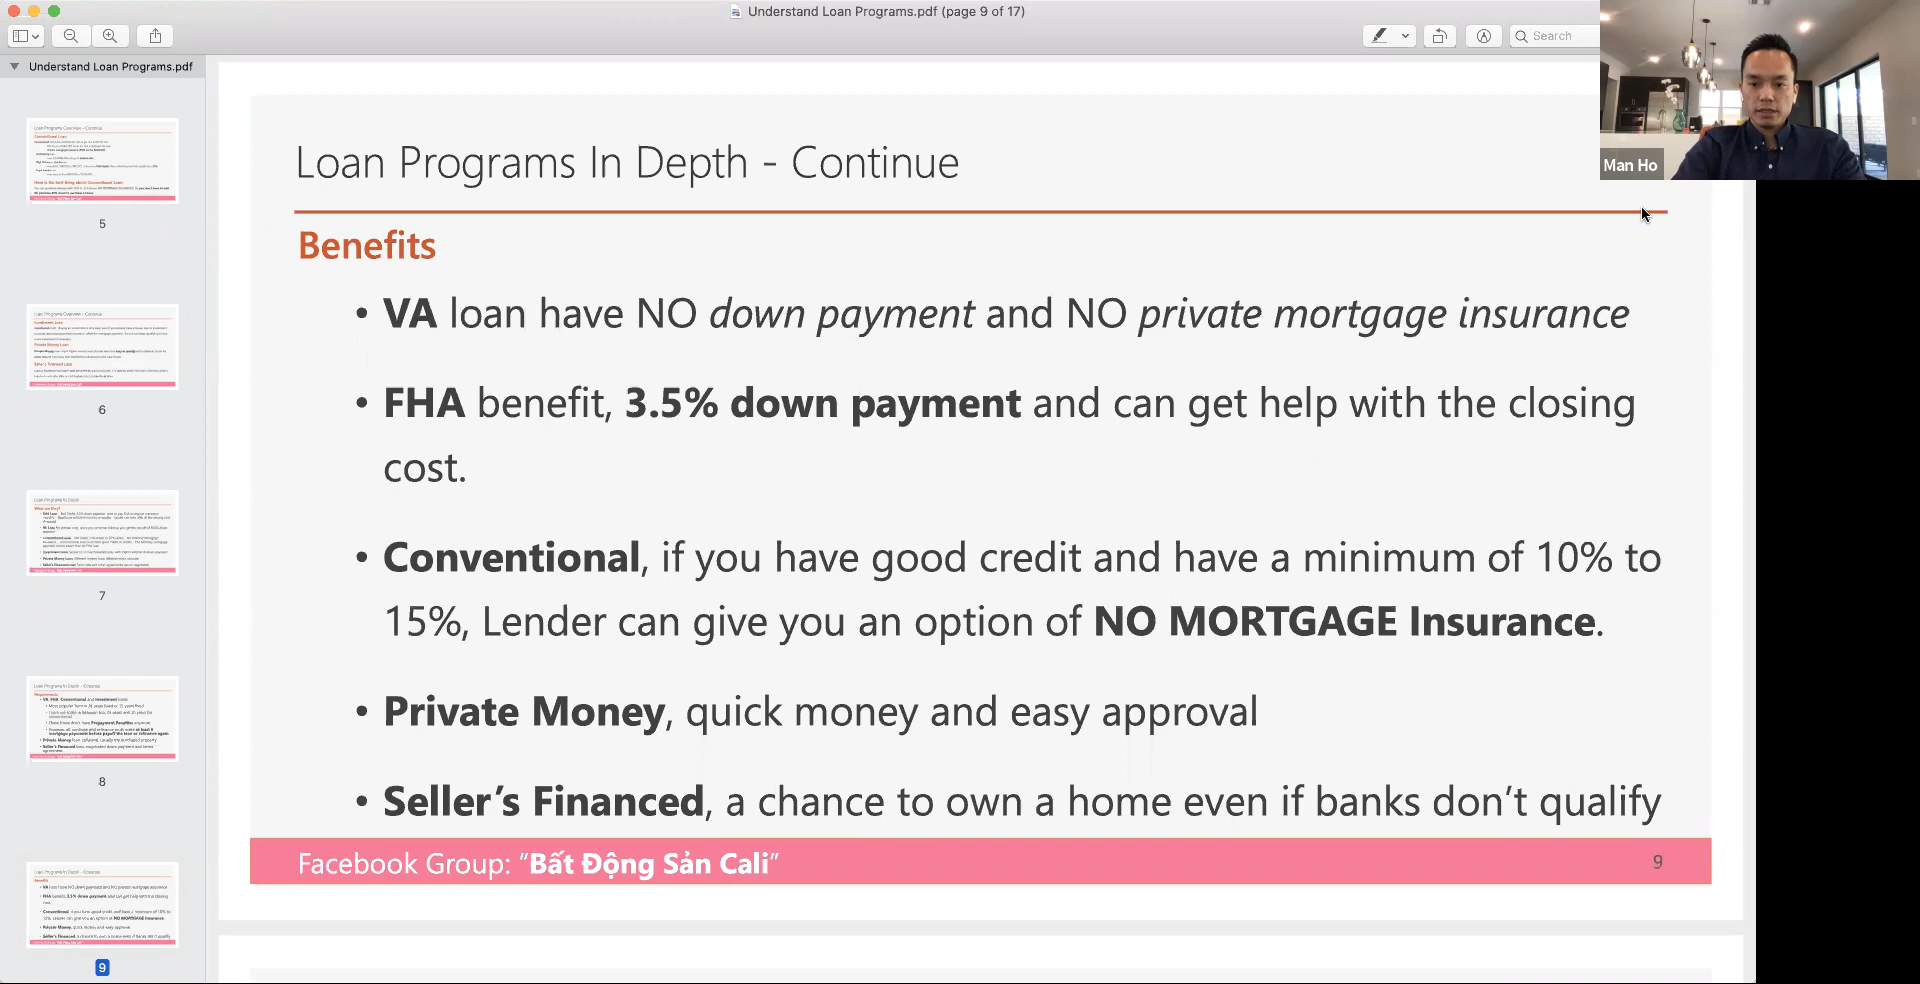 Understand Loan Programs.pdf (page 9 of 17)
Search
Understand Loan Programs.pdf
Man Ho
5
6
7
8
9
Loan Programs In Depth - Continue
Benefits
• VA loan have NO down payment and NO private mortgage insurance
• FHA benefit, 3.5% down payment and can get help with the closing
cost.
• Conventional, if you have good credit and have a minimum of 10% to
15%, Lender can give you an option of NO MORTGAGE Insurance.
• Private Money, quick money and easy approval
• Seller’s Financed, a chance to own a home even if banks don’t qualify
Facebook Group: “Bất Động Sản Cali”
9